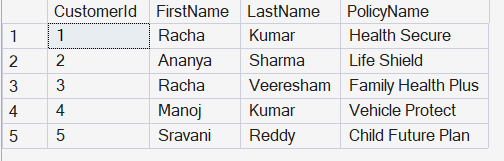 CustomerId FirstName LastName PolicyName
1 1 Racha Kumar Health Secure
2 2 Ananya Sharma Life Shield
3 3 Racha Veeresham Family Health Plus
4 4 Manoj Kumar Vehicle Protect
5 5 Sravani Reddy Child Future Plan